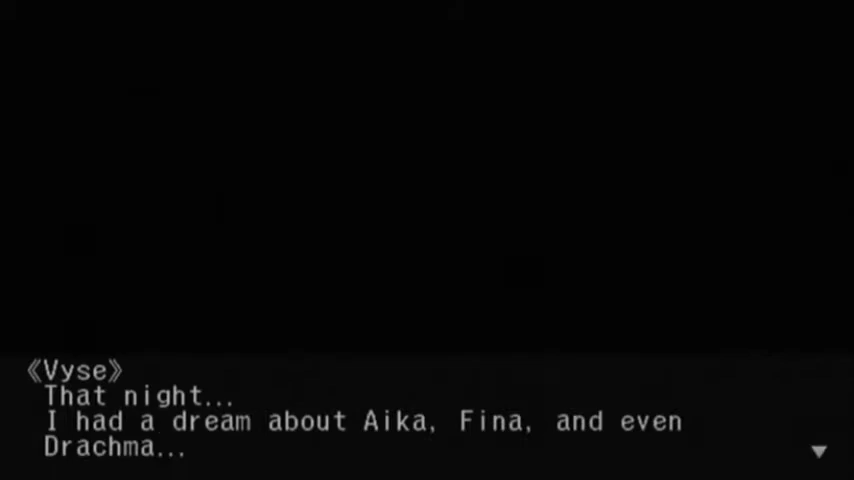 《Vyse》
That night...
I had a dream about Aika, Fina, and even
Drachma...